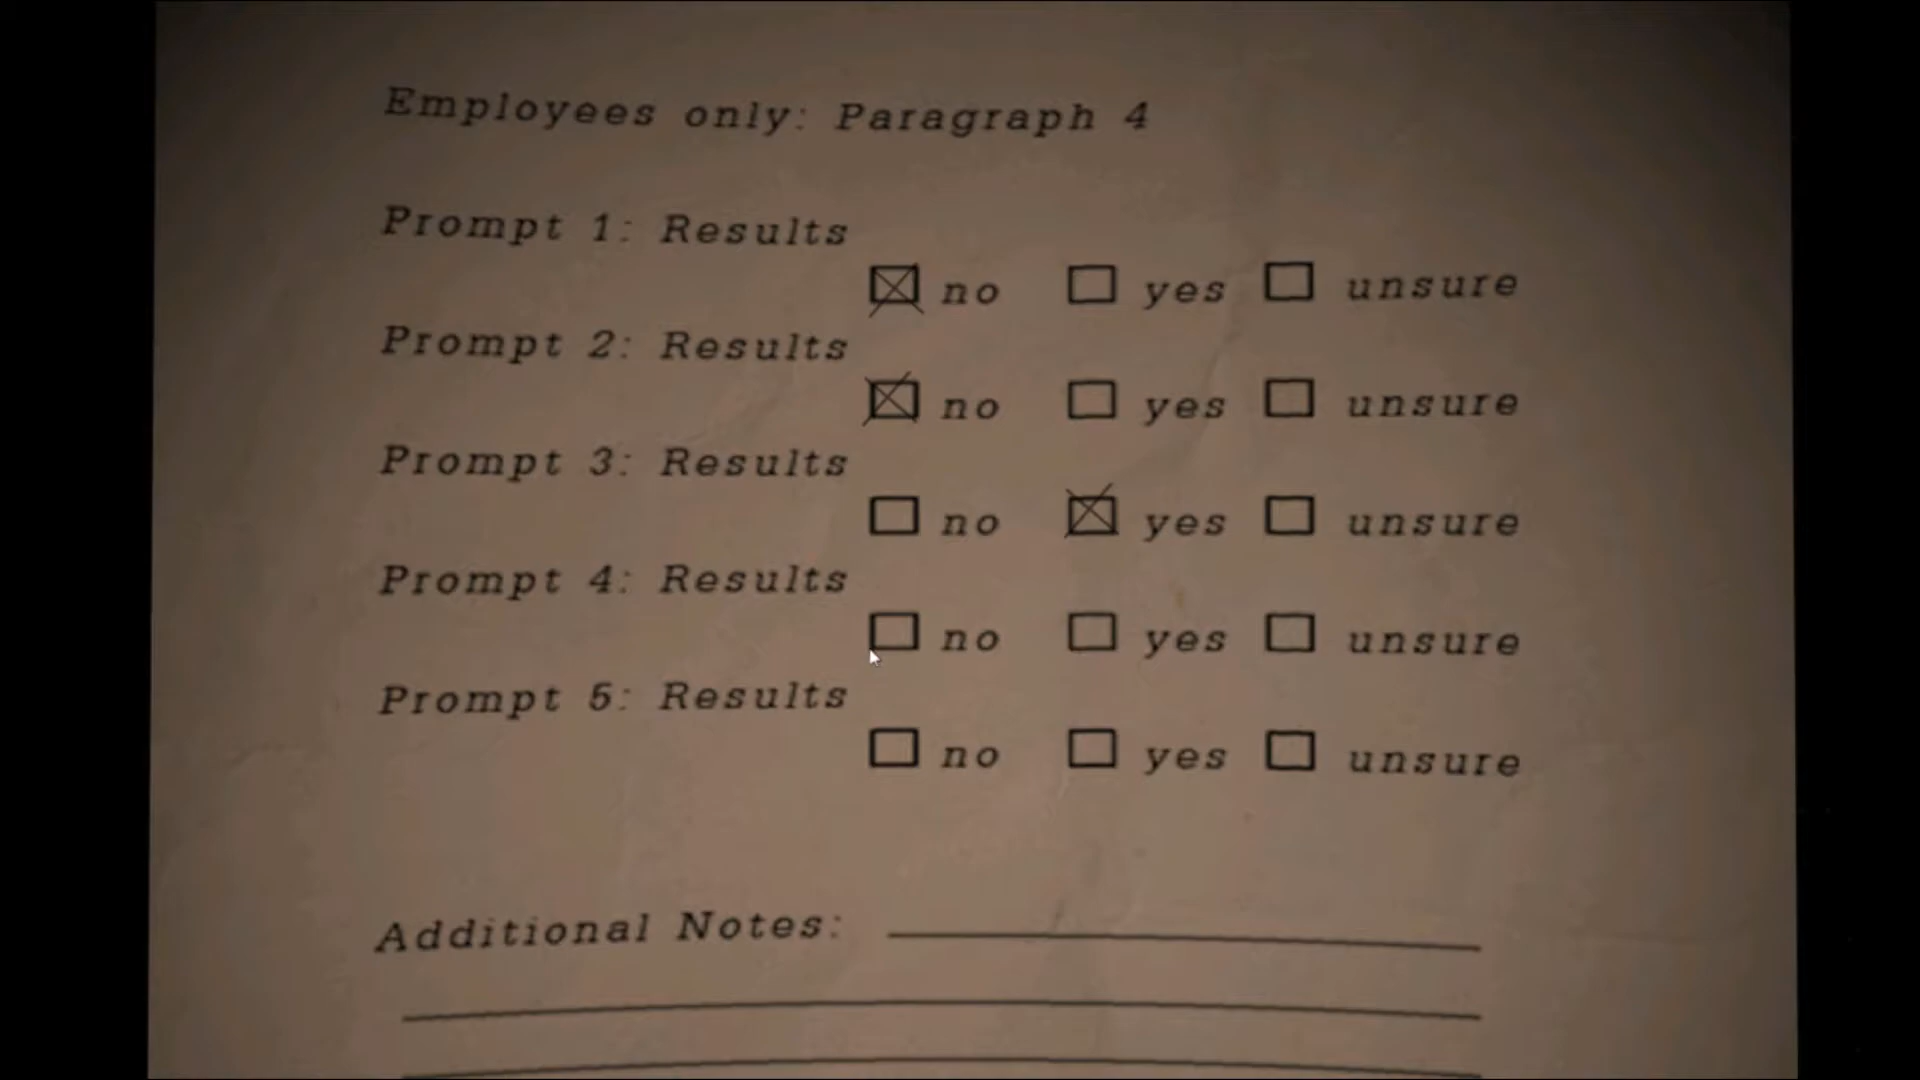 Employees only: Paragraph 4
Prompt 1: Results
no yes unsure
Prompt 2: Results
no yes unsure
Prompt 3: Results
no yes unsure
Prompt 4: Results
no yes unsure
Prompt 5: Results
no yes unsure
Additional Notes: